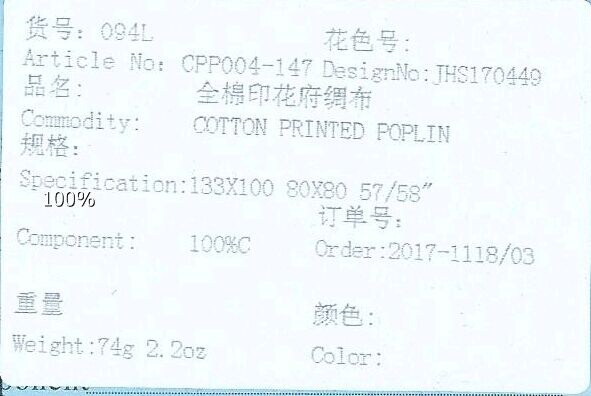 货号: 094L 花色号:
Article No: CPP004-147 DesignNo:JHS170449
品名: 全棉印花府绸布
Commodity: COTTON PRINTED POPLIN
规格:
Specification:133X100 80X80 57/58"
100% 订单号:
Component: 100%C Order:2017-1118/03
重量 颜色:
Weight:74g 2.2oz Color: